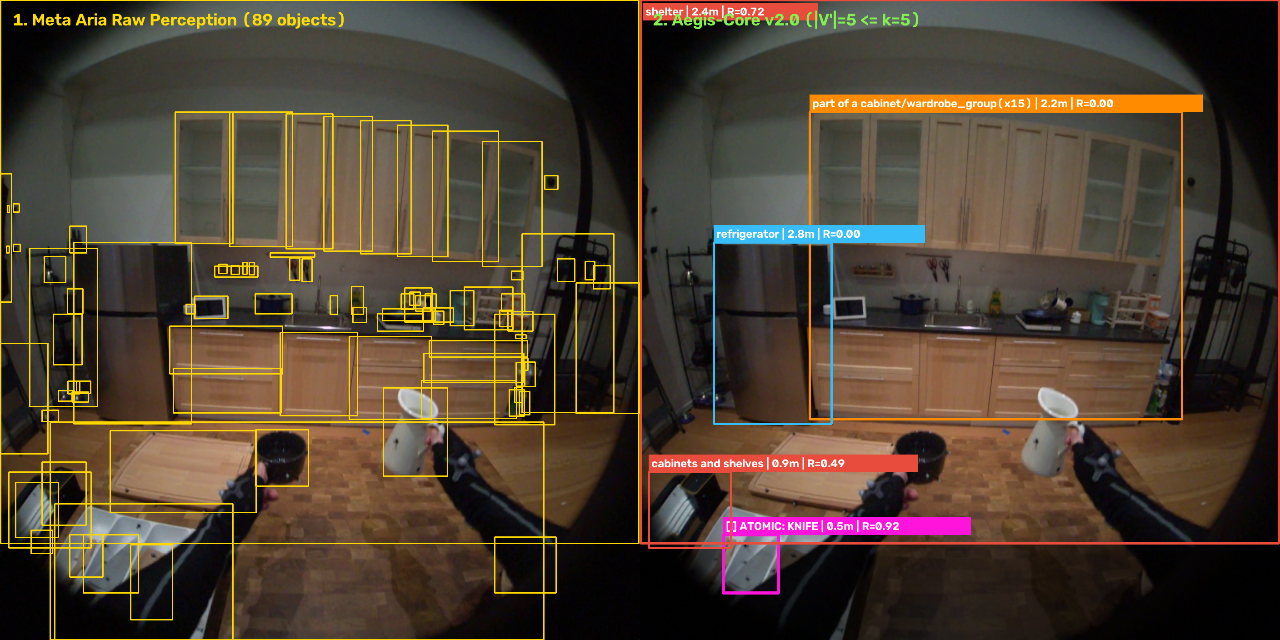 1. Meta Aria Raw Perception (89 objects)
shelter | 2.4m | R=0.72
2. Aegis-Core v2.0 (|V'|=5 <= k=5)
part of a cabinet/wardrobe_group(x15) | 2.2m | R=0.00
refrigerator | 2.8m | R=0.00
cabinets and shelves | 0.9m | R=0.49
[!] ATOMIC: KNIFE | 0.5m | R=0.92